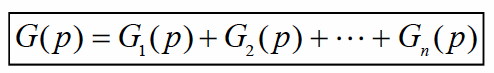 G(p) = G₁(p) + G₂(p) + ⋯ + Gₙ(p)